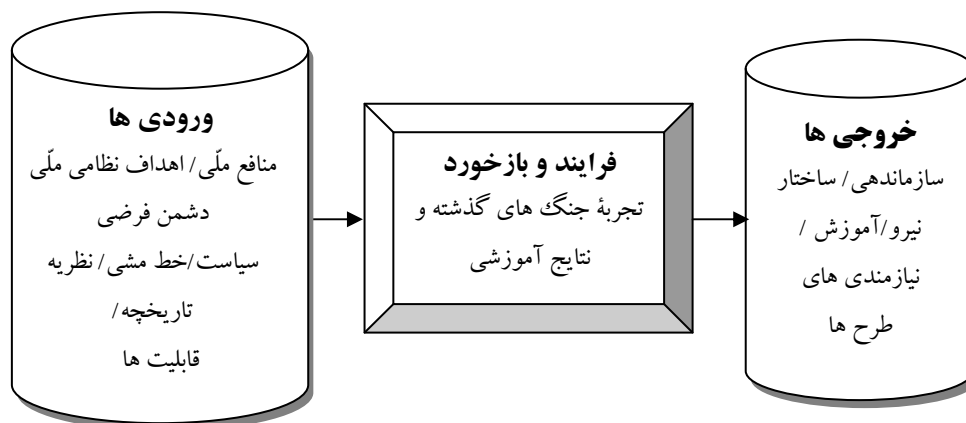 ورودی ها
منافع ملّی/ اهداف نظامی ملّی
دشمن فرضی
سیاست/خط مشی/ نظریه
تاریخچه/
قابلیت ها
فرایند و بازخورد
تجربۀ جنگ های گذشته و
نتایج آموزشی
خروجی ها
سازماندهی/ ساختار
نیرو/آموزش /
نیازمندی های
طرح ها